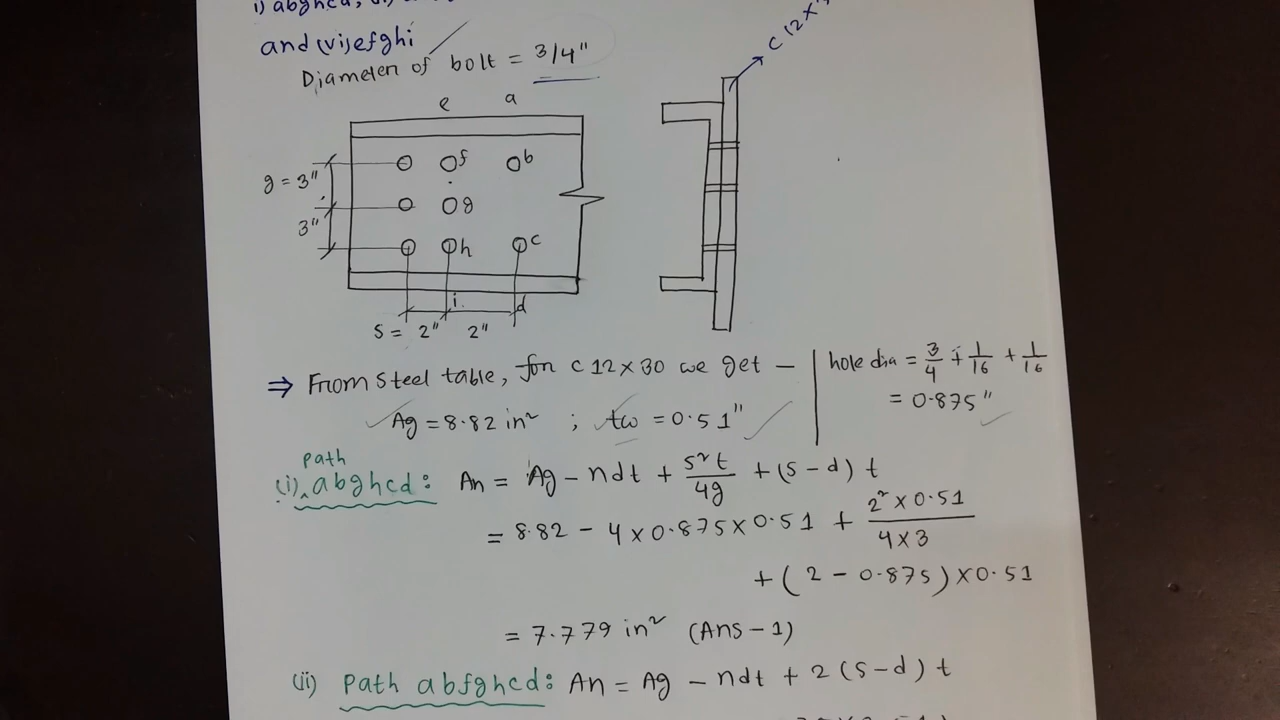 i) abghcd,
and (vi) efghi
Diameter of bolt = 3/4"
e a
f b
g = 3"
g
3"
h c
i d
S = 2" 2"
C 12 ×
⇒ From steel table, for C 12 × 30 we get —
Ag = 8.82 in² ; tw = 0.51"
hole dia = 3/4 + 1/16 + 1/16
= 0.875"
(i) path abghcd: An = Ag - ndt + s²t/4g + (s-d) t
= 8.82 - 4 × 0.875 × 0.51 + 2² × 0.51 / 4 × 3
+ (2 - 0.875) × 0.51
= 7.779 in² (Ans-1)
(ii) Path abfghcd: An = Ag - ndt + 2 (s-d) t